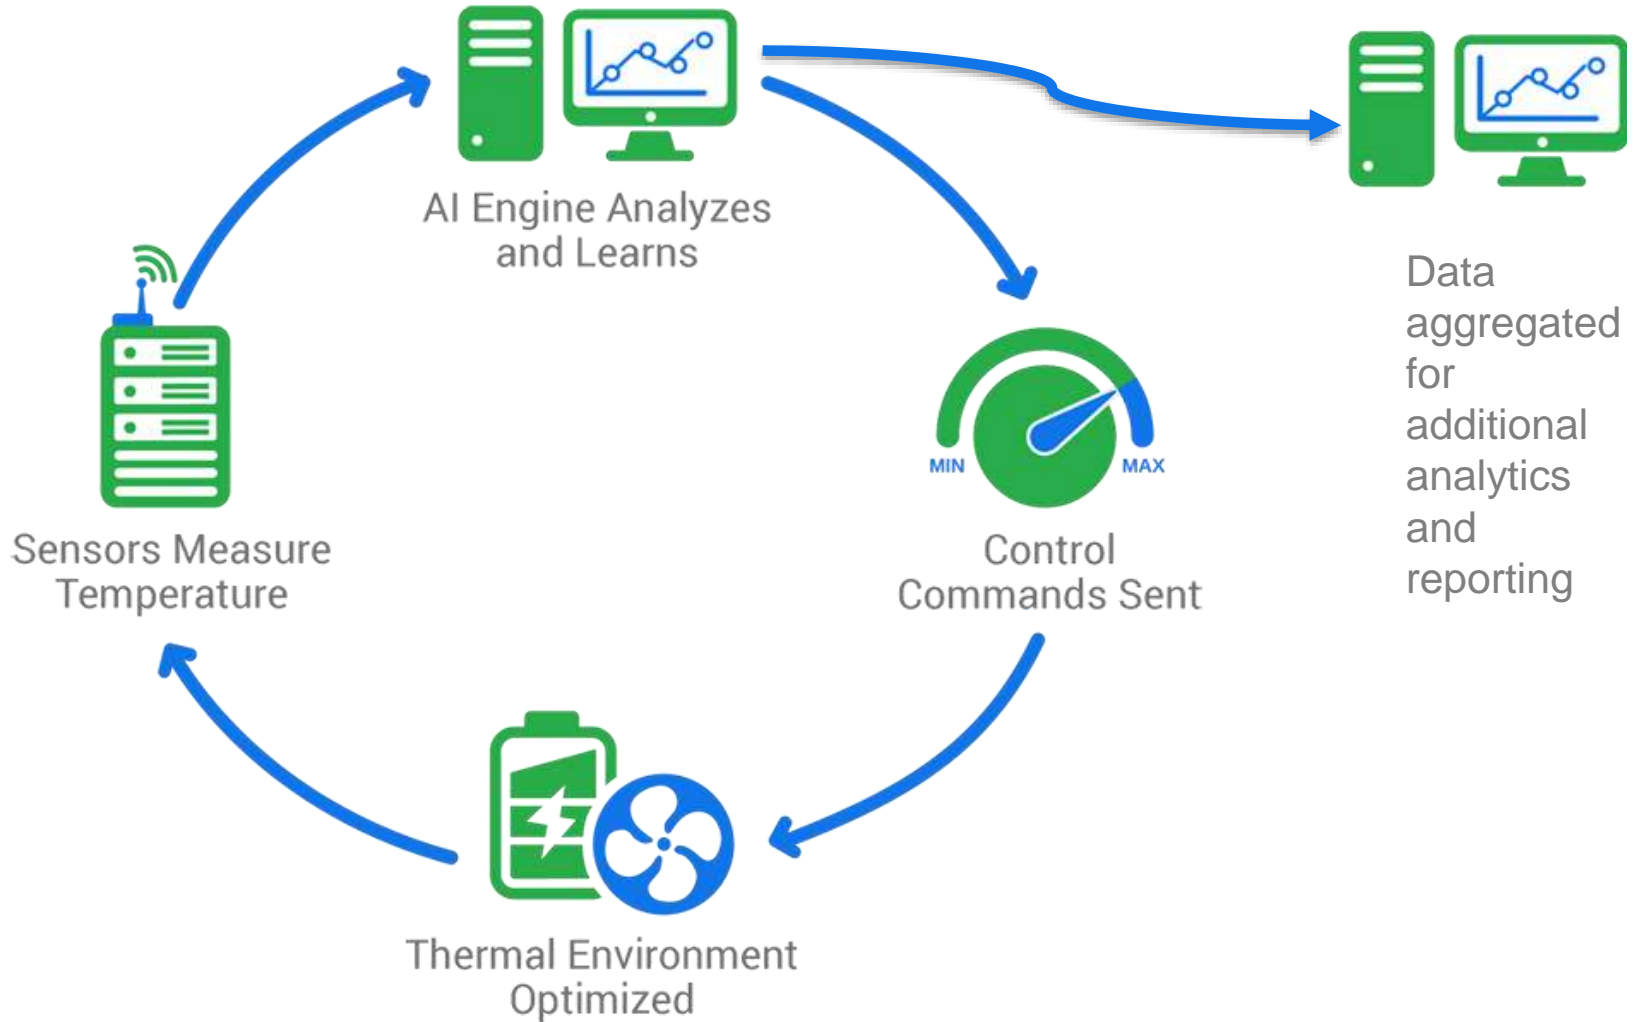 AI Engine Analyzes
and Learns
Sensors Measure
Temperature
MIN
MAX
Control
Commands Sent
Thermal Environment
Optimized
Data
aggregated
for
additional
analytics
and
reporting